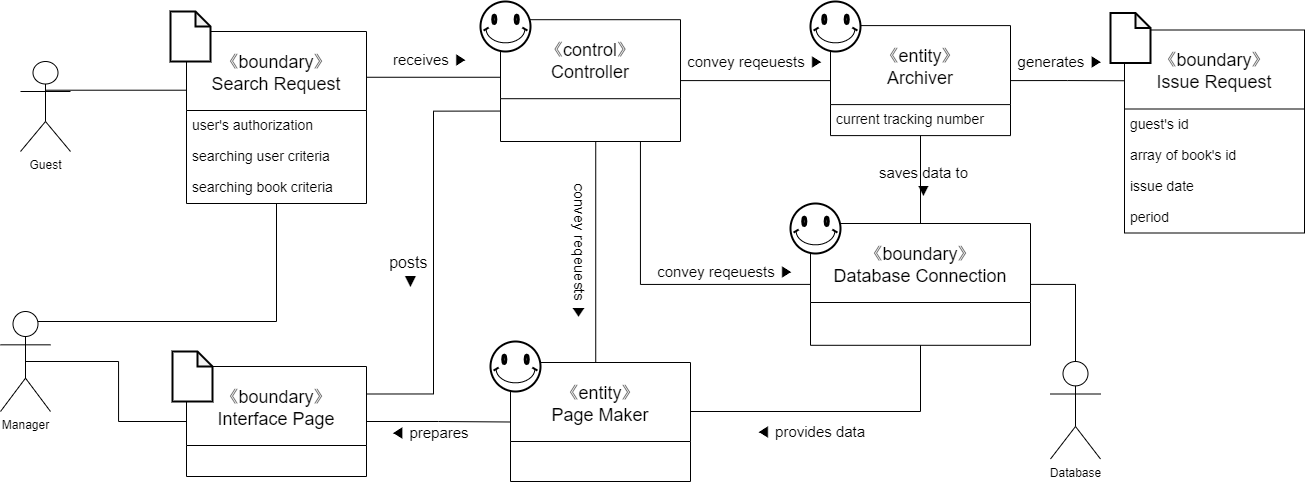 《boundary》
Search Request
user's authorization
searching user criteria
searching book criteria
Guest
receives ▶
《control》
Controller
convey reqeuests ▶
《entity》
Archiver
current tracking number
generates ▶
《boundary》
Issue Request
guest's id
array of book's id
issue date
period
saves data to
▼
posts
▼
convey reqeuests ▶
convey reqeuests ▶
《boundary》
Database Connection
Manager
《boundary》
Interface Page
◀ prepares
《entity》
Page Maker
◀ provides data
Database